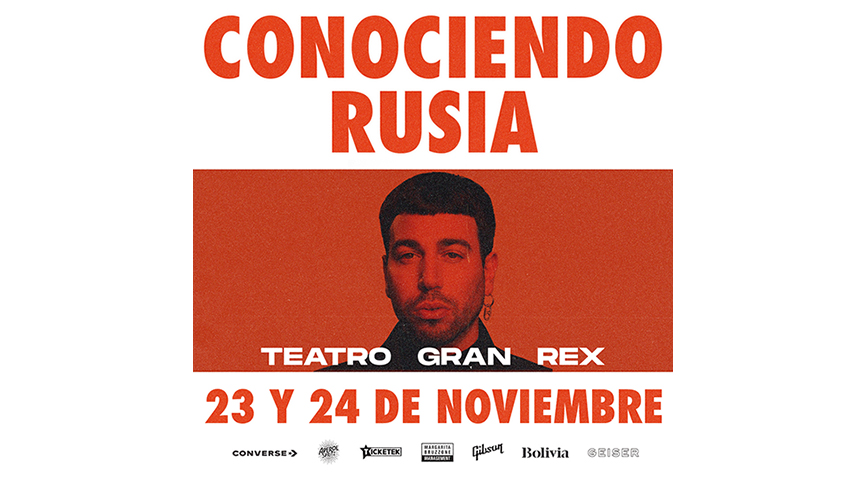 CONOCIENDO
RUSIA
TEATRO GRAN REX
23 Y 24 DE NOVIEMBRE
CONVERSE
TICKETEK
MARGARITA
BRUZZONE
MANAGEMENT
Gibson
Bolivia
GEISER